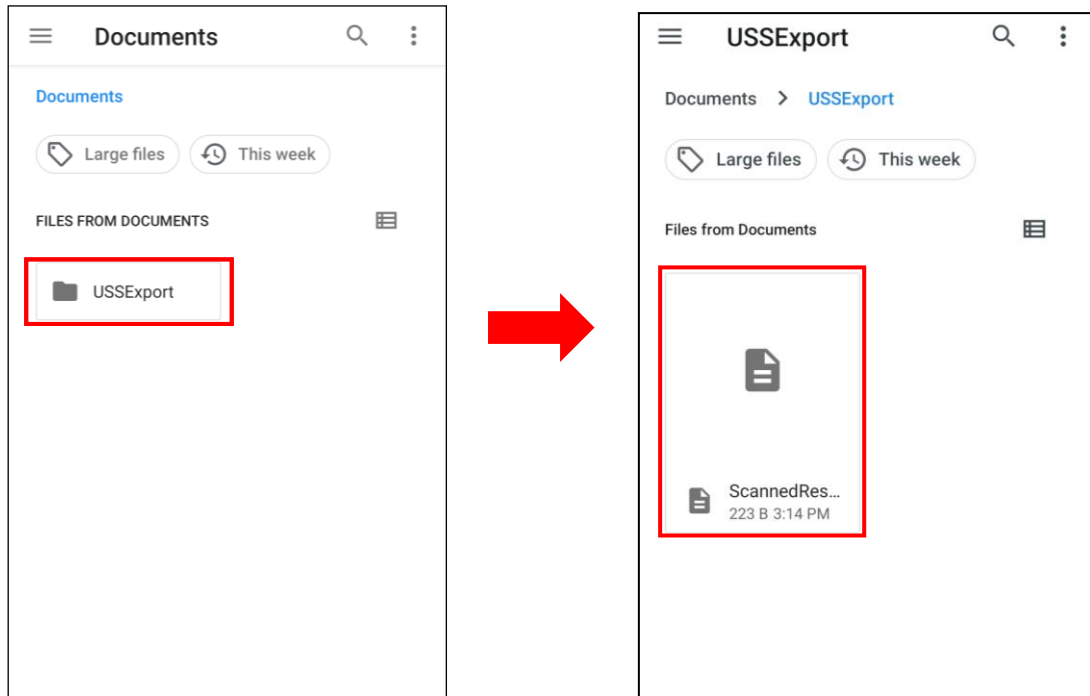 Documents
Documents
Large files
This week
FILES FROM DOCUMENTS
USSExport
USSExport
Documents > USSExport
Large files
This week
Files from Documents
ScannedRes...
223 B 3:14 PM